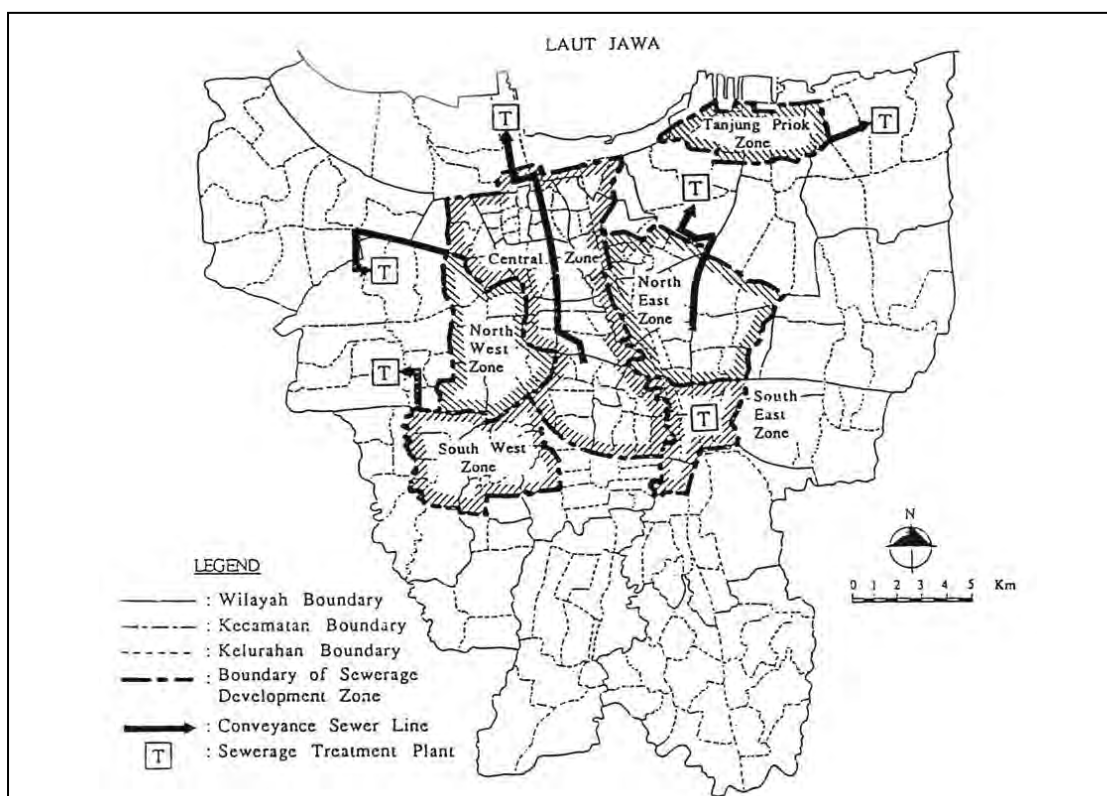 LAUT JAWA
T
Tanjung Priok
Zone
T
T
Central Zone
T
North
East
Zone
North
West
Zone
T
South
East
Zone
T
South West
Zone
N
0 1 2 3 4 5 Km
LEGEND
: Wilayah Boundary
: Kecamatan Boundary
: Kelurahan Boundary
: Boundary of Sewerage
Development Zone
: Conveyance Sewer Line
T : Sewerage Treatment Plant